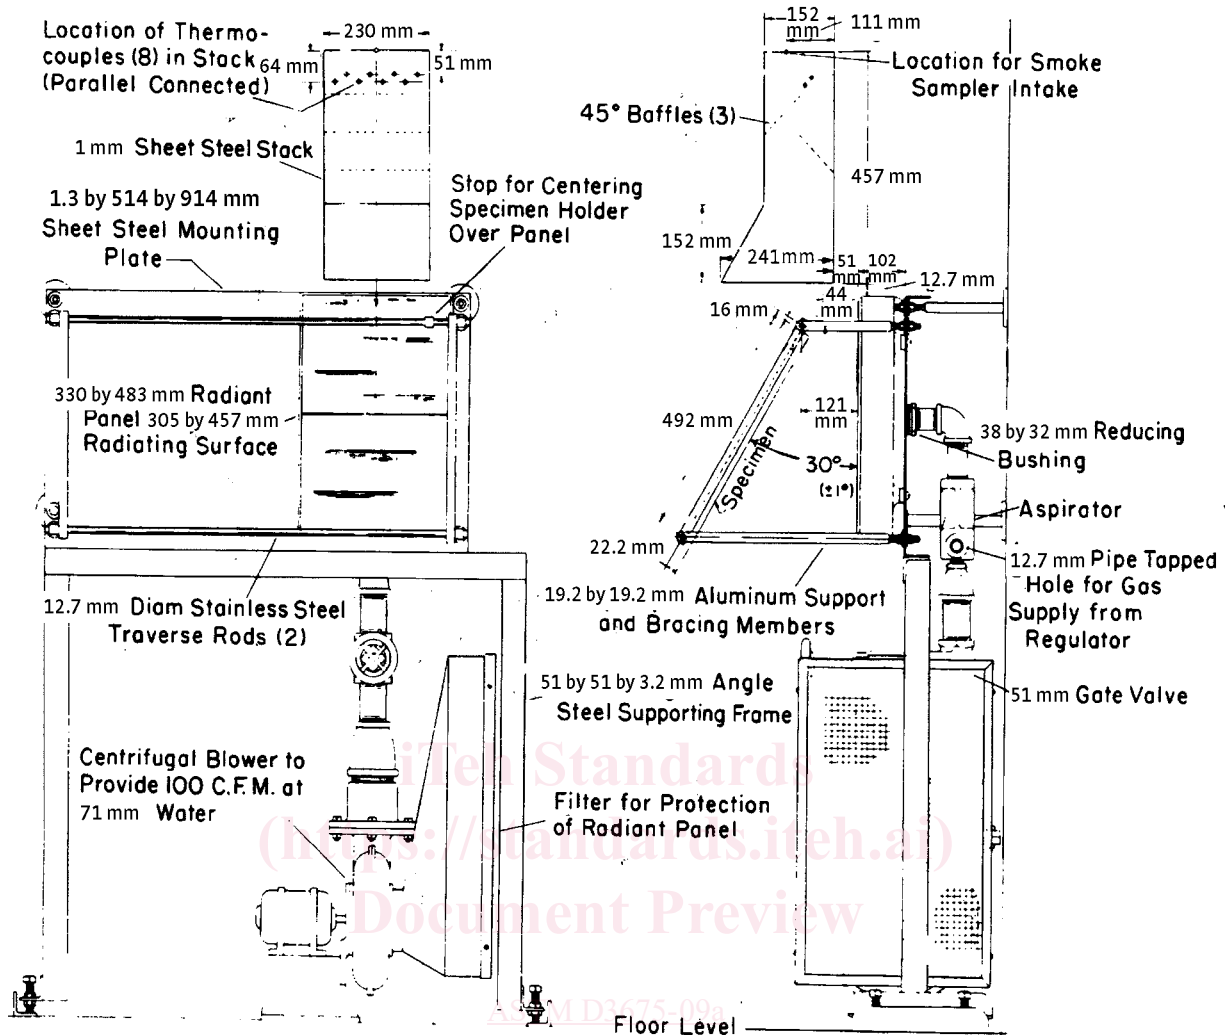 Location of Thermo-
couples (8) in Stack
(Parallel Connected)
230 mm
64 mm
51 mm
1 mm Sheet Steel Stack
1.3 by 514 by 914 mm
Sheet Steel Mounting
Plate
Stop for Centering
Specimen Holder
Over Panel
330 by 483 mm Radiant
Panel 305 by 457 mm
Radiating Surface
12.7 mm Diam Stainless Steel
Traverse Rods (2)
Centrifugal Blower to
Provide 100 C.F.M. at
71 mm Water
51 by 51 by 3.2 mm Angle
Steel Supporting Frame
Filter for Protection
of Radiant Panel
152
mm
111 mm
Location for Smoke
Sampler Intake
45° Baffles (3)
457 mm
152 mm
241mm
51
mm
102
mm
12.7 mm
44
mm
16 mm
492 mm
121
mm
Specimen
30°
(±1°)
38 by 32 mm Reducing
Bushing
Aspirator
22.2 mm
12.7 mm Pipe Tapped
Hole for Gas
Supply from
Regulator
19.2 by 19.2 mm Aluminum Support
and Bracing Members
51 mm Gate Valve
Floor Level
iTeh Standards
(https://standards.iteh.ai)
Document Preview
ASTM D3675-09a